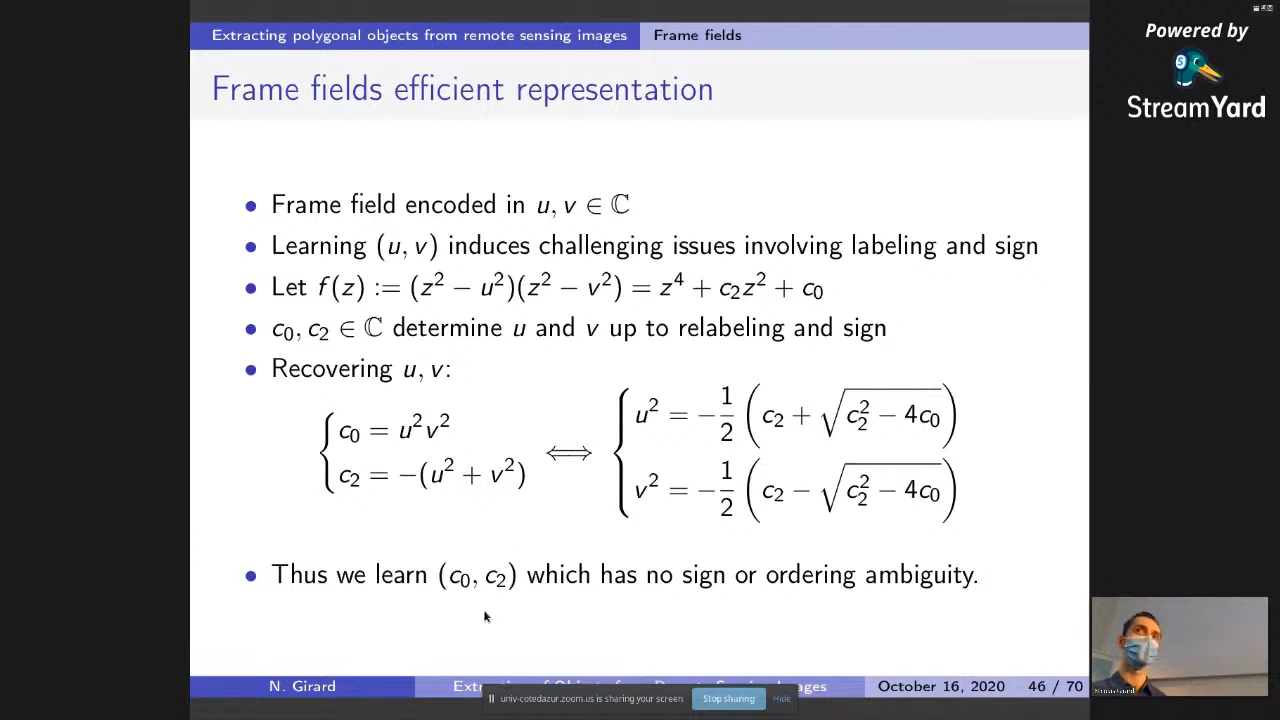 Extracting polygonal objects from remote sensing images
Frame fields
Powered by
StreamYard
Frame fields efficient representation
• Frame field encoded in u, v ∈ ℂ
• Learning (u, v) induces challenging issues involving labeling and sign
• Let f(z) := (z² − u²)(z² − v²) = z⁴ + c₂z² + c₀
• c₀, c₂ ∈ ℂ determine u and v up to relabeling and sign
• Recovering u, v:
{ c₀ = u²v²
c₂ = −(u² + v²)
⟺
{ u² = −1/2 (c₂ + √(c₂² − 4c₀))
v² = −1/2 (c₂ − √(c₂² − 4c₀))
• Thus we learn (c₀, c₂) which has no sign or ordering ambiguity.
N. Girard
October 16, 2020
46 / 70
univ-cotedazur.zoom.us is sharing your screen
Stop sharing
Hide